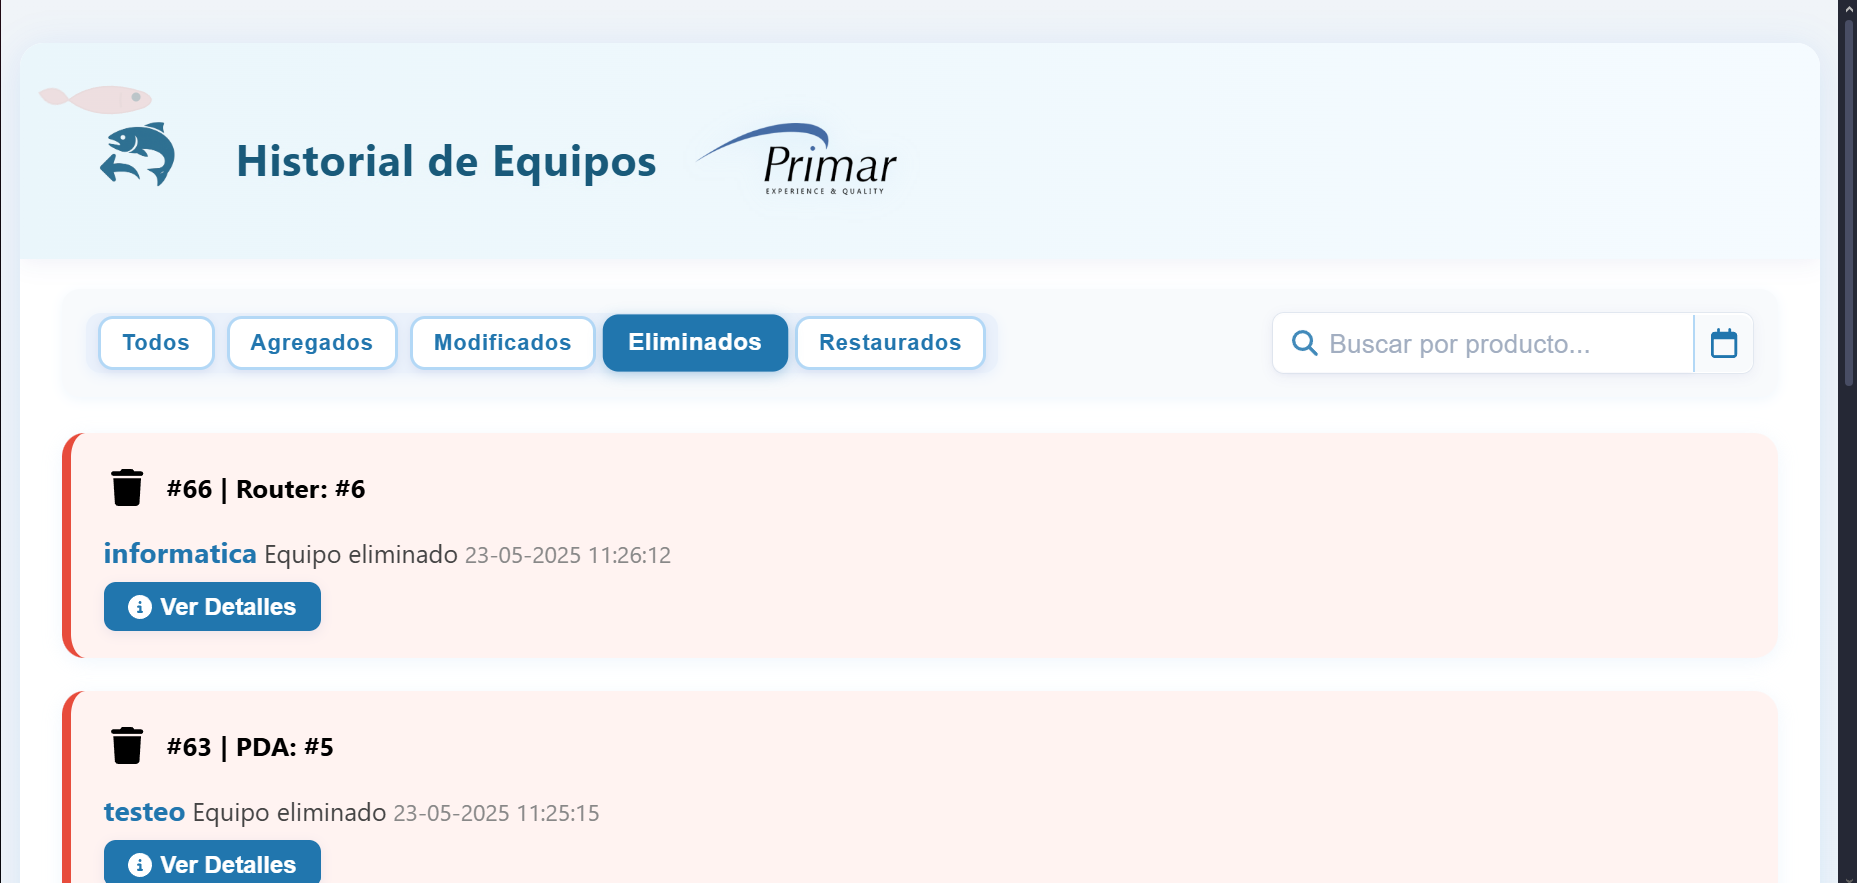 Historial de Equipos
Primar
EXPERIENCE & QUALITY
Todos
Agregados
Modificados
Eliminados
Restaurados
Buscar por producto...
#66 | Router: #6
informatica Equipo eliminado 23-05-2025 11:26:12
Ver Detalles
#63 | PDA: #5
testeo Equipo eliminado 23-05-2025 11:25:15
Ver Detalles